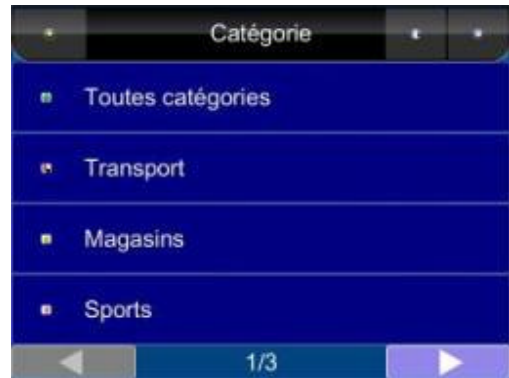 Catégorie
Toutes catégories
Transport
Magasins
Sports
1/3